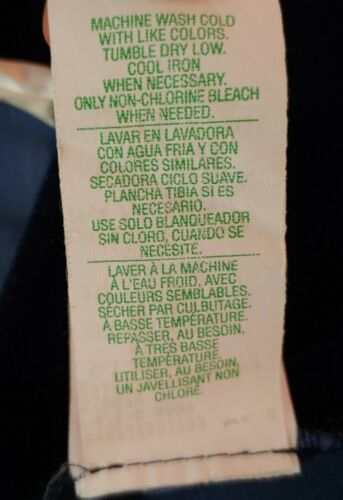 MACHINE WASH COLD
WITH LIKE COLORS.
TUMBLE DRY LOW.
COOL IRON
WHEN NECESSARY.
ONLY NON-CHLORINE BLEACH
WHEN NEEDED.
LAVAR EN LAVADORA
CON AGUA FRIA Y CON
COLORES SIMILARES.
SECADORA CICLO SUAVE.
PLANCHA TIBIA SI ES
NECESARIO.
USE SOLO BLANQUEADOR
SIN CLORO, CUANDO SE
NECESITE.
LAVER À LA MACHINE
À L'EAU FROID, AVEC
COULEURS SEMBLABLES.
SÉCHER PAR CULBUTAGE.
À BASSE TEMPÉRATURE.
REPASSER, AU BESOIN,
À TRÈS BASSE
TEMPÉRATURE.
UTILISER, AU BESOIN,
UN JAVELLISANT NON
CHLORÉ.